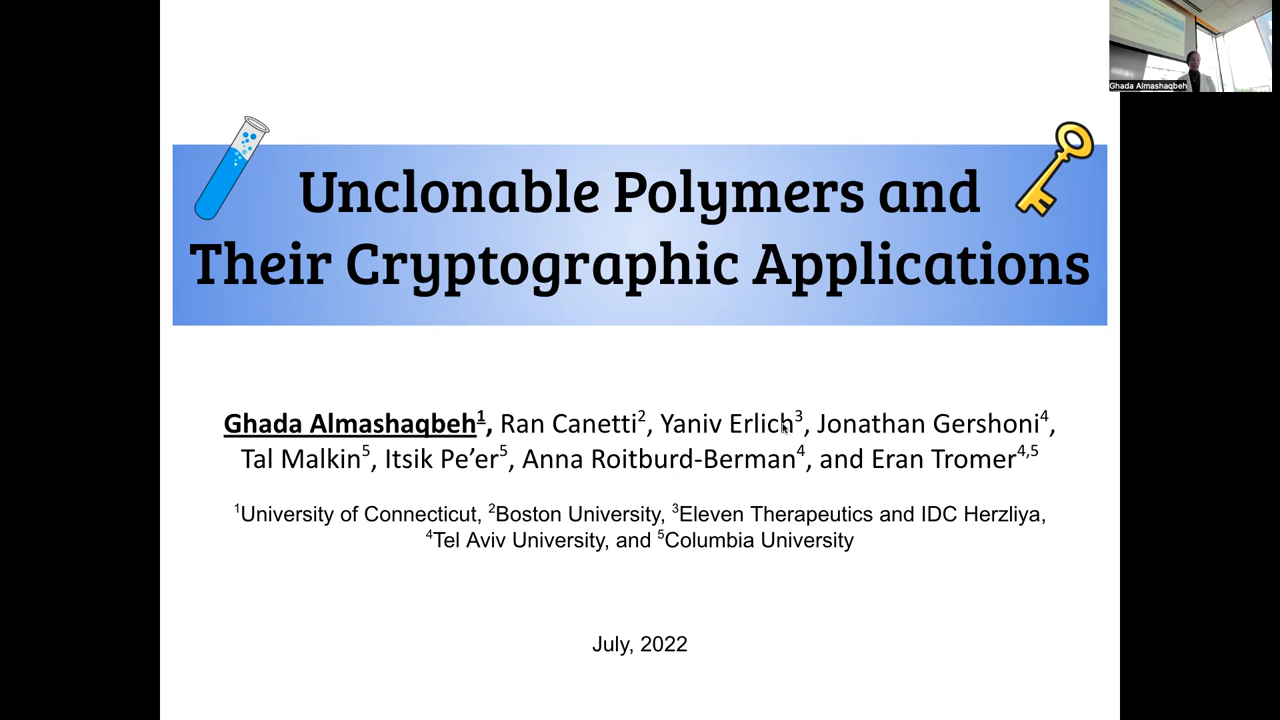 Ghada Almashaqbeh
Unclonable Polymers and
Their Cryptographic Applications
Ghada Almashaqbeh¹, Ran Canetti², Yaniv Erlich³, Jonathan Gershoni⁴,
Tal Malkin⁵, Itsik Pe’er⁵, Anna Roitburd-Berman⁴, and Eran Tromer⁴,⁵
¹University of Connecticut, ²Boston University, ³Eleven Therapeutics and IDC Herzliya,
⁴Tel Aviv University, and ⁵Columbia University
July, 2022